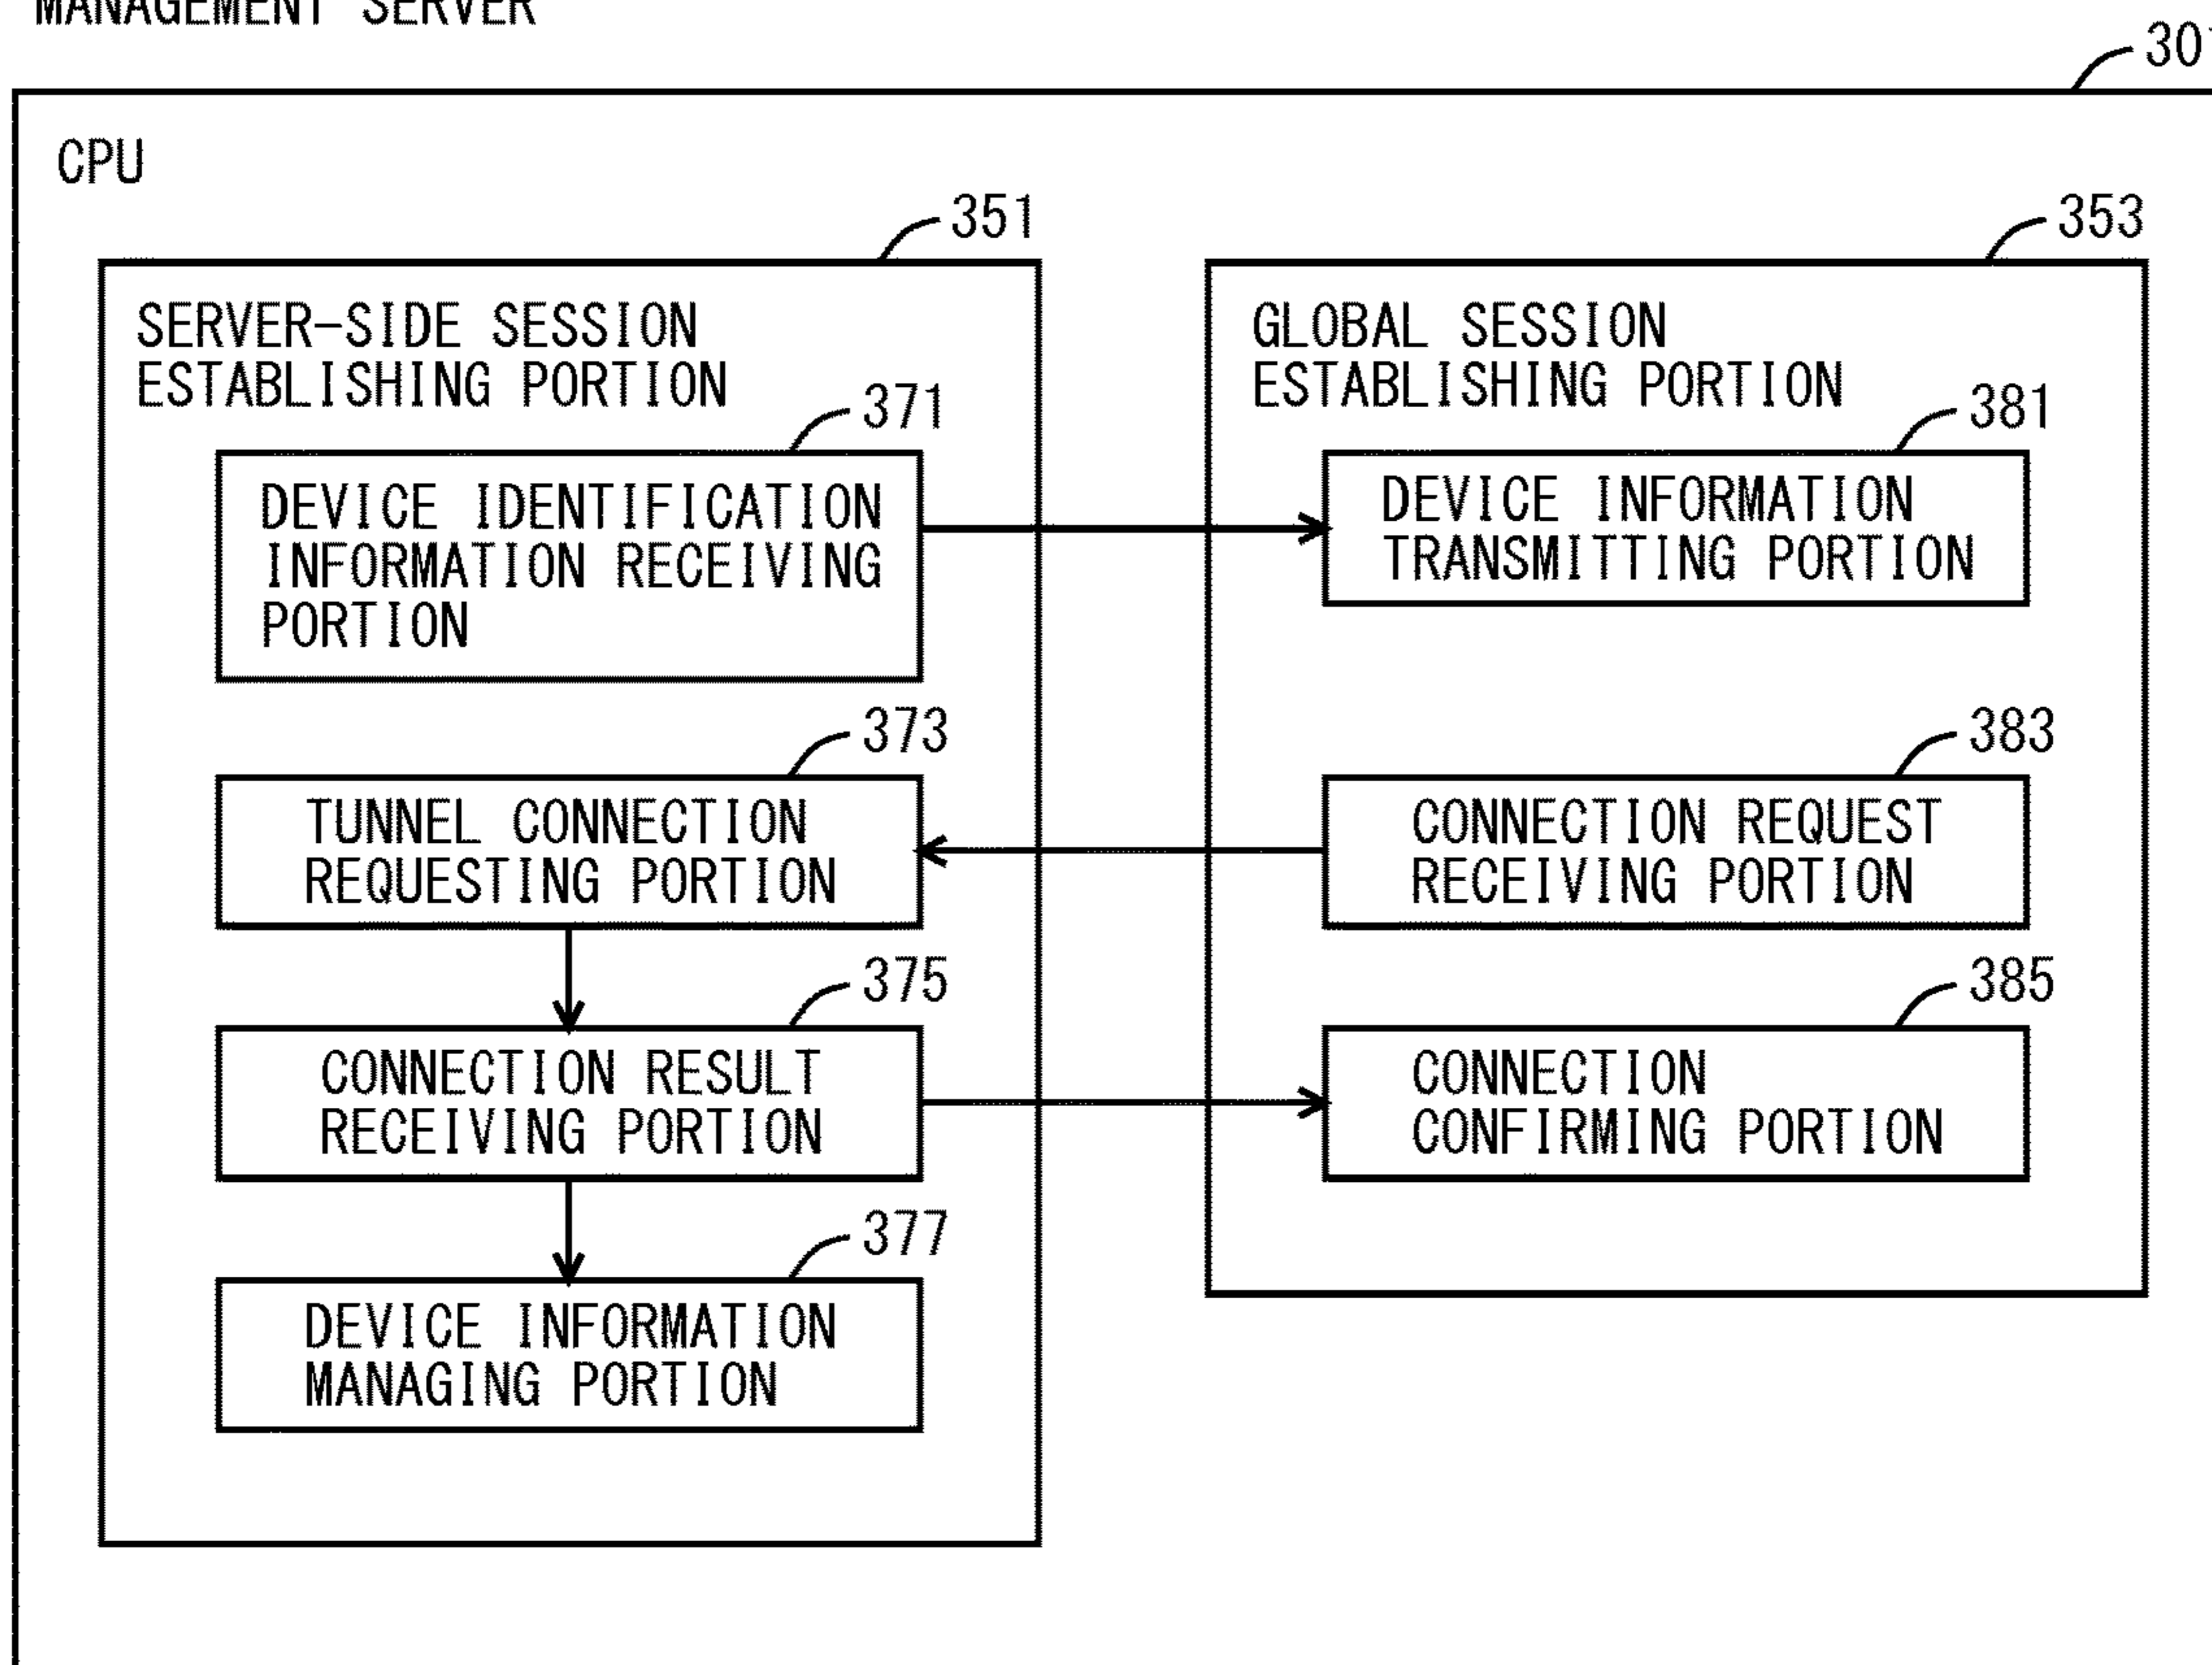 MANAGEMENT SERVER
CPU
351
SERVER-SIDE SESSION
ESTABLISHING PORTION
371
DEVICE IDENTIFICATION
INFORMATION RECEIVING
PORTION
373
TUNNEL CONNECTION
REQUESTING PORTION
375
CONNECTION RESULT
RECEIVING PORTION
377
DEVICE INFORMATION
MANAGING PORTION
353
GLOBAL SESSION
ESTABLISHING PORTION
381
DEVICE INFORMATION
TRANSMITTING PORTION
383
CONNECTION REQUEST
RECEIVING PORTION
385
CONNECTION
CONFIRMING PORTION